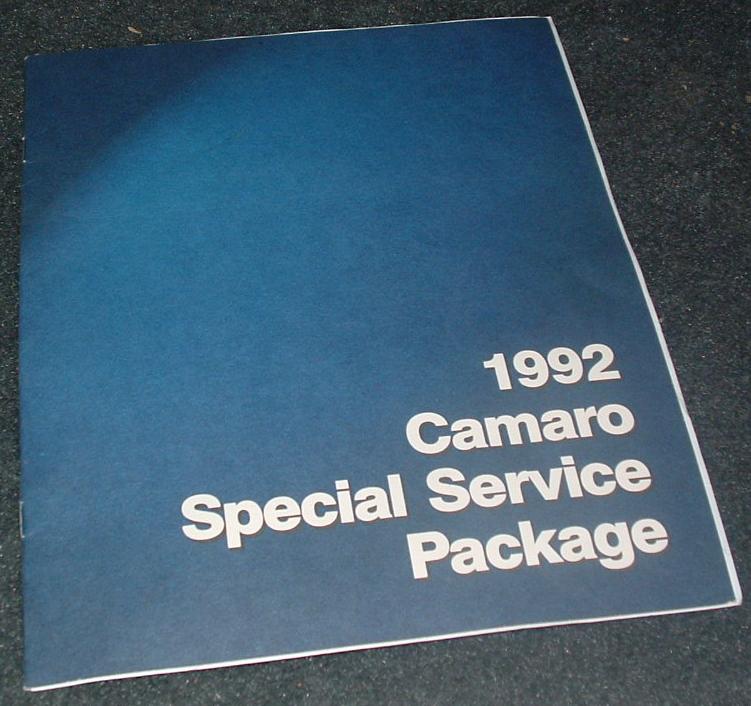 1992
Camaro
Special Service
Package